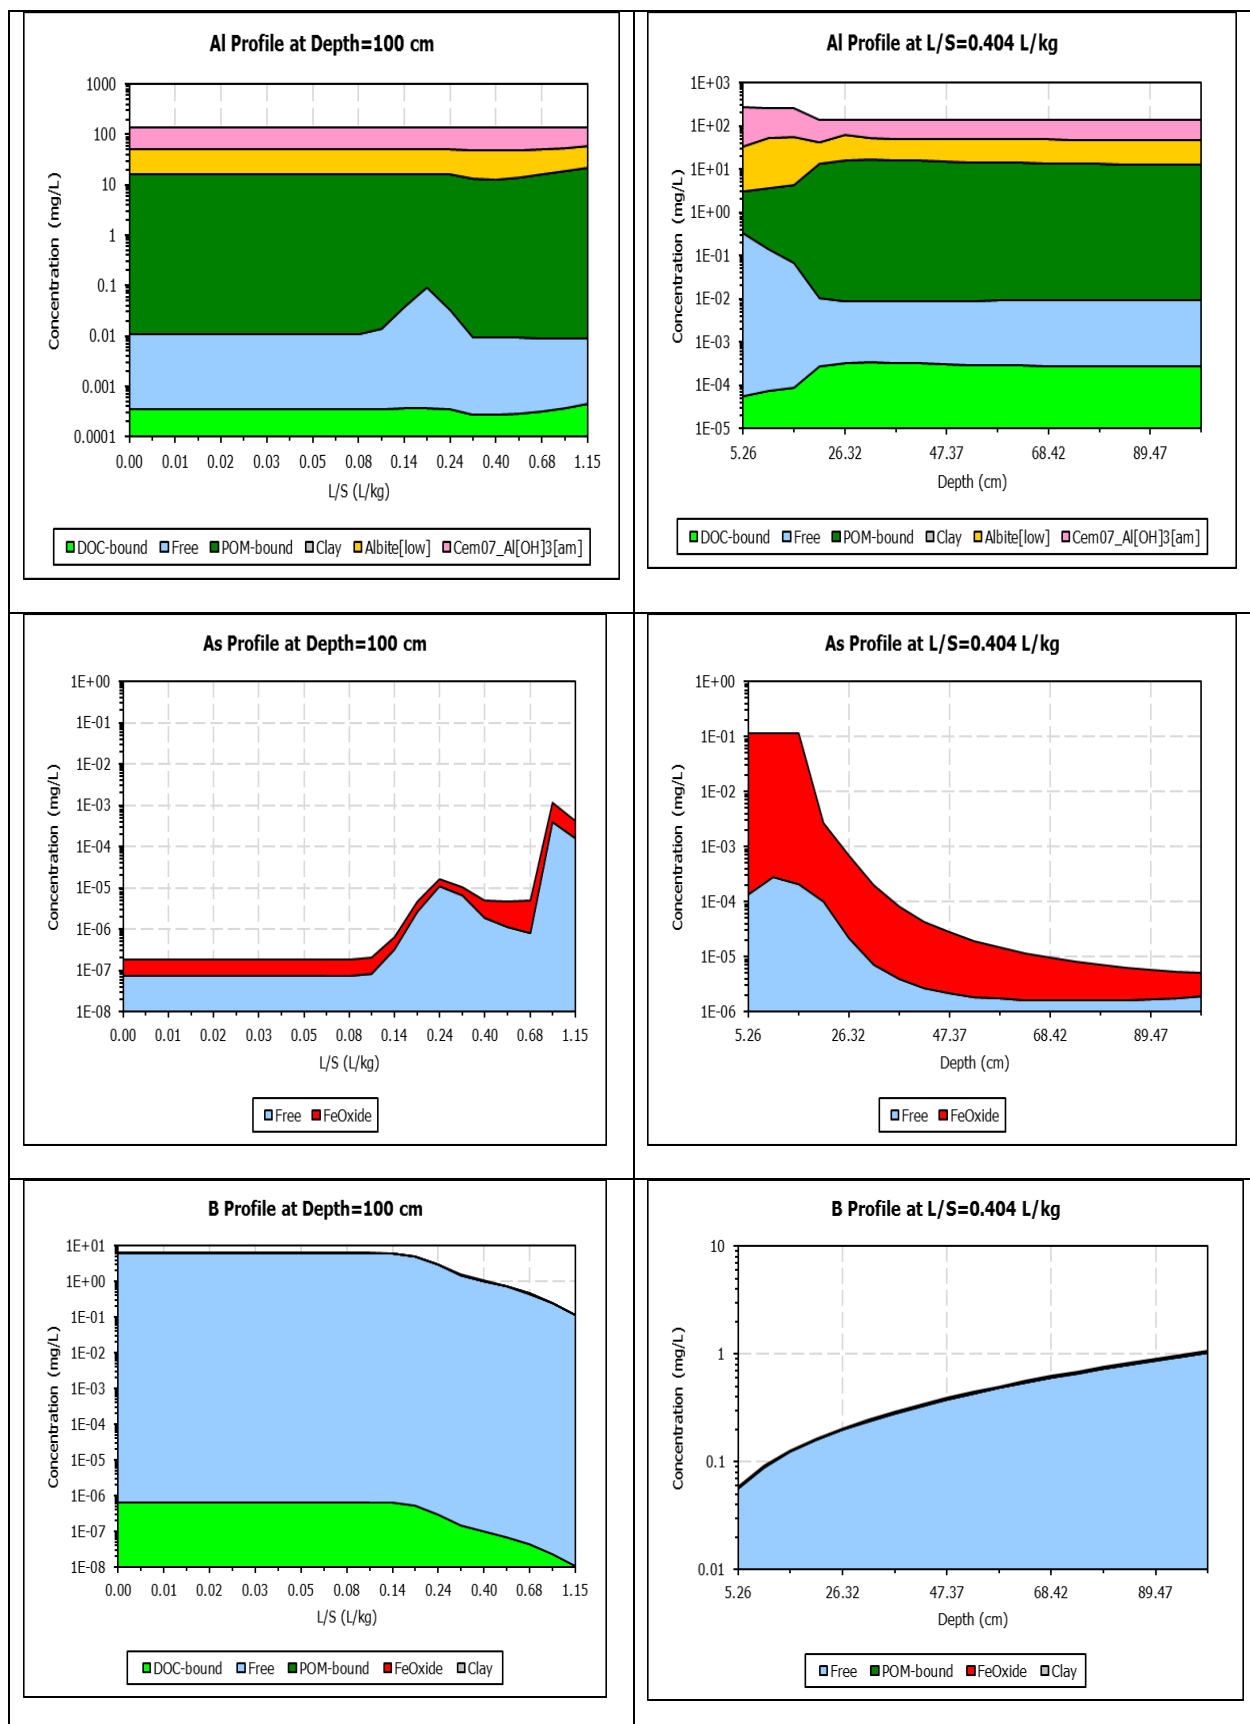 Al Profile at Depth=100 cm
Concentration (mg/L)
1000
100
10
1
0.1
0.01
0.001
0.0001
0.00 0.01 0.02 0.03 0.05 0.08 0.14 0.24 0.40 0.68 1.15
L/S (L/kg)
DOC-bound Free POM-bound Clay Albite[low] Cem07_Al[OH]3[am]
Al Profile at L/S=0.404 L/kg
Concentration (mg/L)
1E+03
1E+02
1E+01
1E+00
1E-01
1E-02
1E-03
1E-04
1E-05
5.26 26.32 47.37 68.42 89.47
Depth (cm)
DOC-bound Free POM-bound Clay Albite[low] Cem07_Al[OH]3[am]
As Profile at Depth=100 cm
Concentration (mg/L)
1E+00
1E-01
1E-02
1E-03
1E-04
1E-05
1E-06
1E-07
1E-08
0.00 0.01 0.02 0.03 0.05 0.08 0.14 0.24 0.40 0.68 1.15
L/S (L/kg)
Free FeOxide
As Profile at L/S=0.404 L/kg
Concentration (mg/L)
1E+00
1E-01
1E-02
1E-03
1E-04
1E-05
1E-06
5.26 26.32 47.37 68.42 89.47
Depth (cm)
Free FeOxide
B Profile at Depth=100 cm
Concentration (mg/L)
1E+01
1E+00
1E-01
1E-02
1E-03
1E-04
1E-05
1E-06
1E-07
1E-08
0.00 0.01 0.02 0.03 0.05 0.08 0.14 0.24 0.40 0.68 1.15
L/S (L/kg)
DOC-bound Free POM-bound FeOxide Clay
B Profile at L/S=0.404 L/kg
Concentration (mg/L)
10
1
0.1
0.01
5.26 26.32 47.37 68.42 89.47
Depth (cm)
Free POM-bound FeOxide Clay